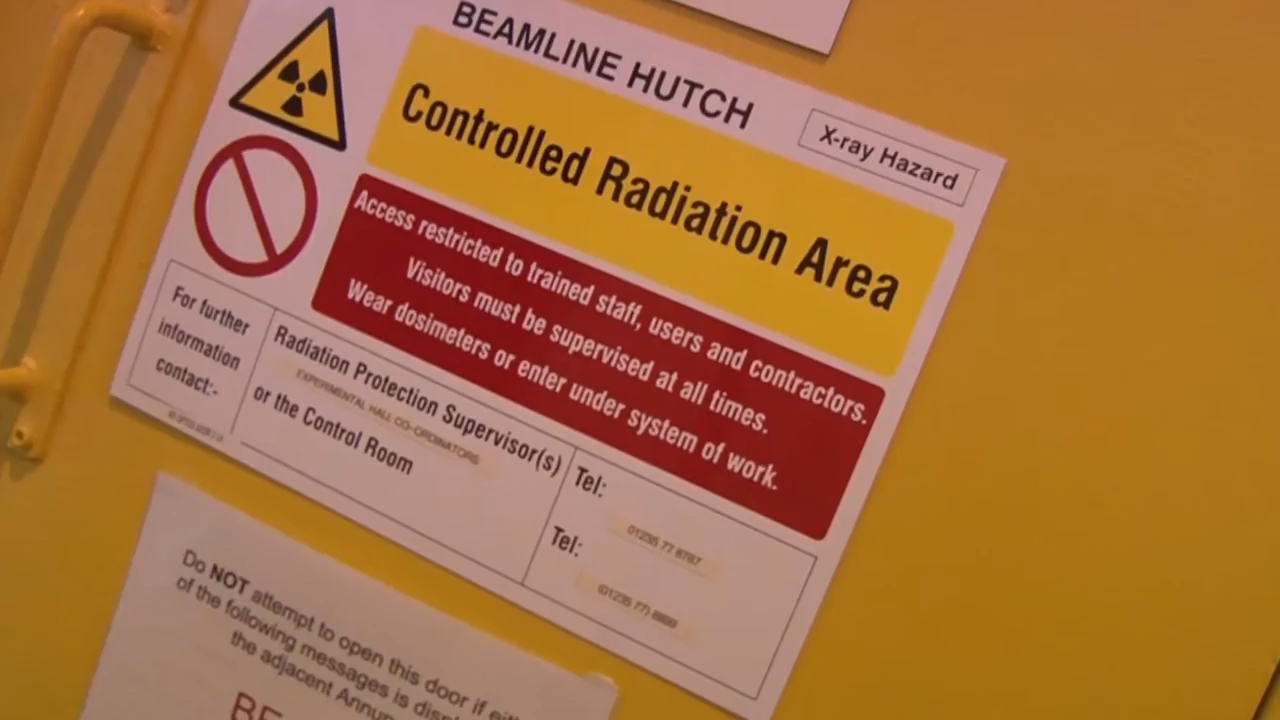 BEAMLINE HUTCH
X-ray Hazard
Controlled Radiation Area
Access restricted to trained staff, users and contractors.
Visitors must be supervised at all times.
Wear dosimeters or enter under system of work.
For further
information
contact:-
Radiation Protection Supervisor(s)
EXPERIMENTAL HALL CO-ORDINATORS
or the Control Room
Tel:
01235 77 8787
Tel:
Do NOT attempt to open this door if
of the following messages is
the adjacent